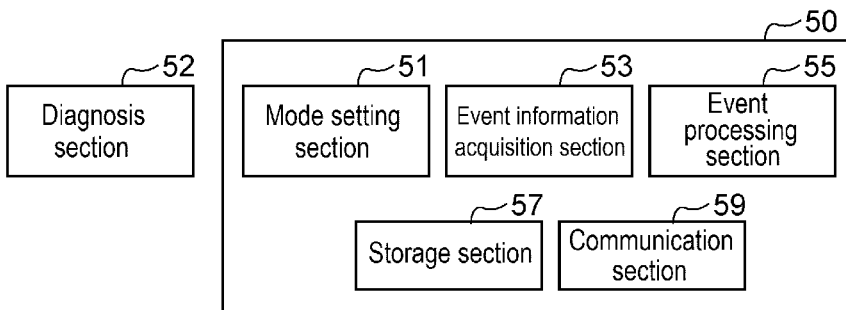 50
52
51
53
55
Diagnosis
section
Mode setting
section
Event information
acquisition section
Event
processing
section
57
59
Storage section
Communication
section